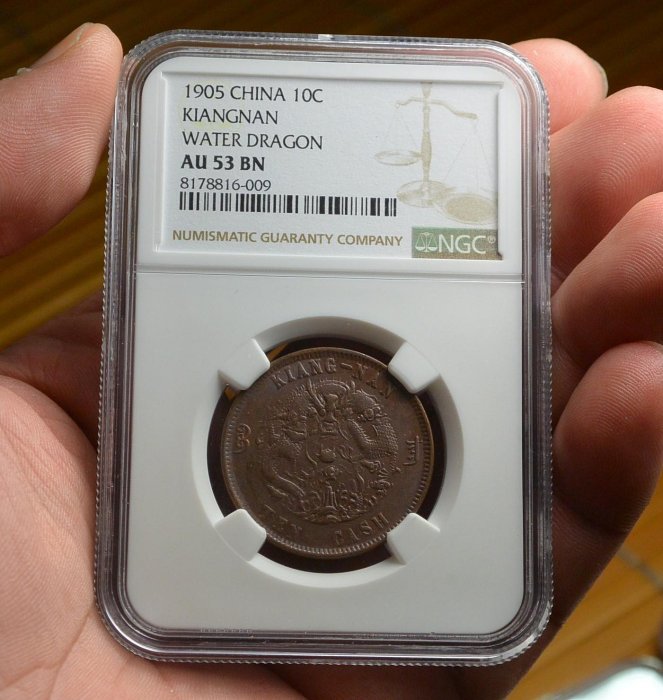 1905 CHINA 10C
KIANGNAN
WATER DRAGON
AU 53 BN
8178816-009
NUMISMATIC GUARANTY COMPANY
NGC®
KIANG-NAN
TEN CASH